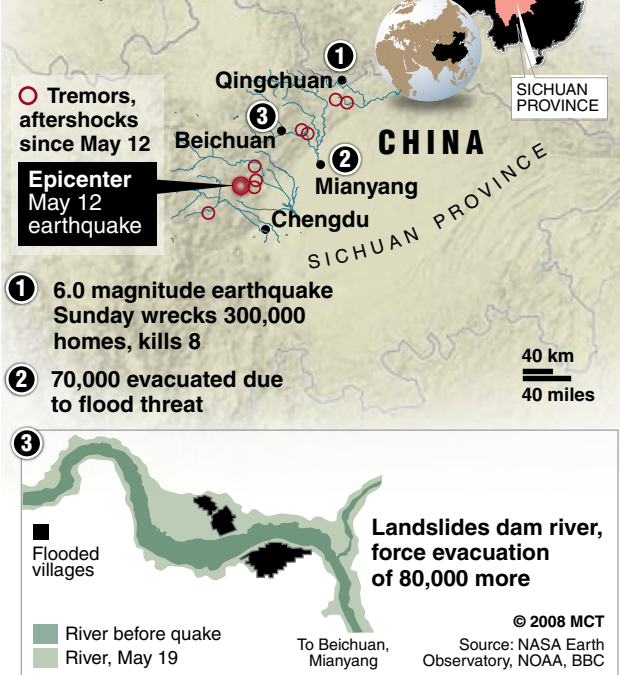 1
Qingchuan
SICHUAN
PROVINCE
Tremors,
aftershocks
since May 12
3
Beichuan
CHINA
2
Mianyang
Epicenter
May 12
earthquake
Chengdu
SICHUAN PROVINCE
1 6.0 magnitude earthquake
Sunday wrecks 300,000
homes, kills 8
2 70,000 evacuated due
to flood threat
40 km
40 miles
3
Flooded
villages
Landslides dam river,
force evacuation
of 80,000 more
River before quake
River, May 19
To Beichuan,
Mianyang
© 2008 MCT
Source: NASA Earth
Observatory, NOAA, BBC